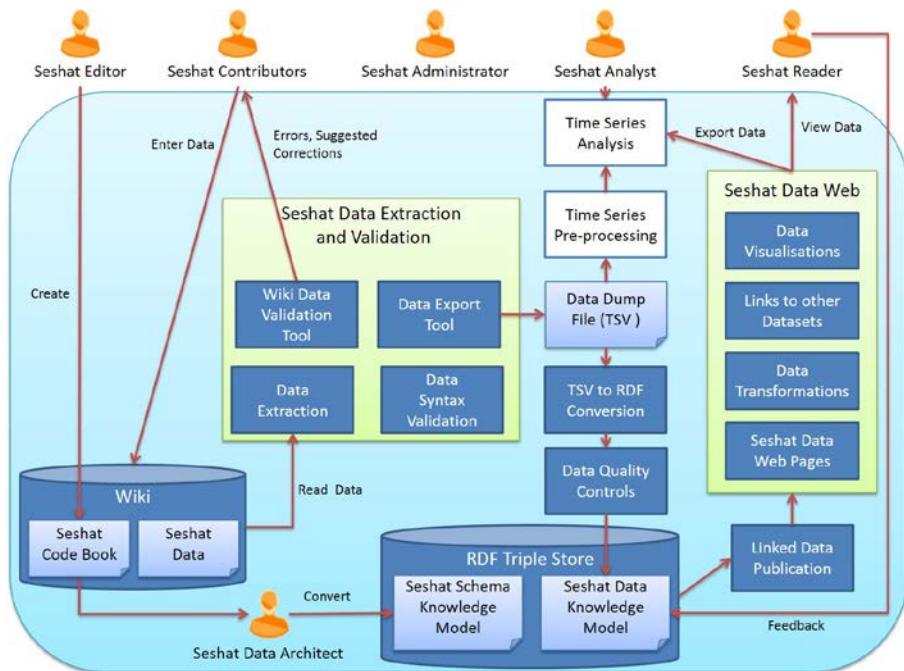 Seshat Editor
Seshat Contributors
Seshat Administrator
Seshat Analyst
Seshat Reader
Enter Data
Errors, Suggested
Corrections
Time Series
Analysis
Export Data
View Data
Seshat Data Extraction
and Validation
Time Series
Pre-processing
Seshat Data Web
Data
Visualisations
Create
Wiki Data
Validation
Tool
Data Export
Tool
Data Dump
File (TSV )
Links to other
Datasets
Data
Extraction
Data
Syntax
Validation
TSV to RDF
Conversion
Data
Transformations
Seshat Data
Web Pages
Wiki
Read Data
Data Quality
Controls
Seshat
Code Book
Seshat
Data
RDF Triple Store
Linked Data
Publication
Seshat Schema
Knowledge
Model
Seshat Data
Knowledge
Model
Convert
Feedback
Seshat Data Architect